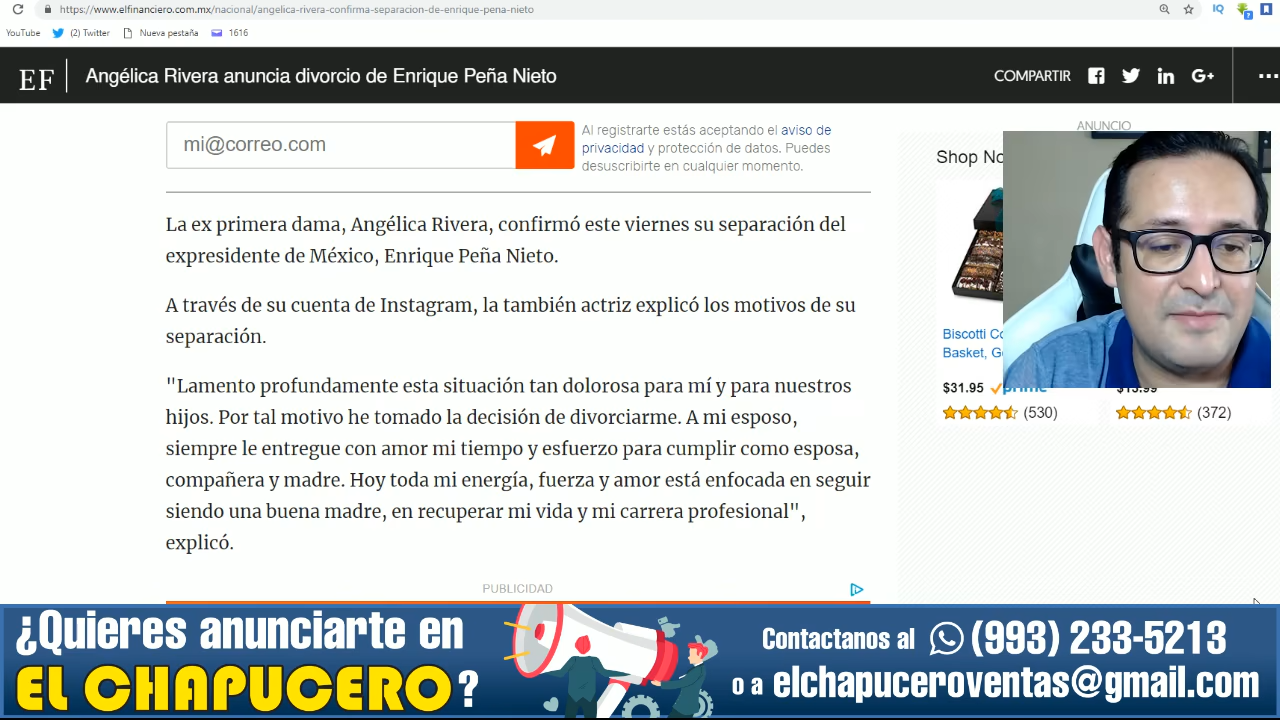 https://www.elfinanciero.com.mx/nacional/angelica-rivera-confirma-separacion-de-enrique-pena-nieto
YouTube (2) Twitter Nueva pestaña 1616
EF Angélica Rivera anuncia divorcio de Enrique Peña Nieto COMPARTIR
ANUNCIO
mi@correo.com
Al registrarte estás aceptando el aviso de
privacidad y protección de datos. Puedes
desuscribirte en cualquier momento.
Shop
La ex primera dama, Angélica Rivera, confirmó este viernes su separación del
expresidente de México, Enrique Peña Nieto.
A través de su cuenta de Instagram, la también actriz explicó los motivos de su
separación.
"Lamento profundamente esta situación tan dolorosa para mí y para nuestros
hijos. Por tal motivo he tomado la decisión de divorciarme. A mi esposo,
siempre le entregue con amor mi tiempo y esfuerzo para cumplir como esposa,
compañera y madre. Hoy toda mi energía, fuerza y amor está enfocada en seguir
siendo una buena madre, en recuperar mi vida y mi carrera profesional",
explicó.
Biscotti
Basket,
$31.95
(530) (372)
PUBLICIDAD
¿Quieres anunciarte en
EL CHAPUCERO?
Contactanos al (993) 233-5213
o a elchapuceroventas@gmail.com